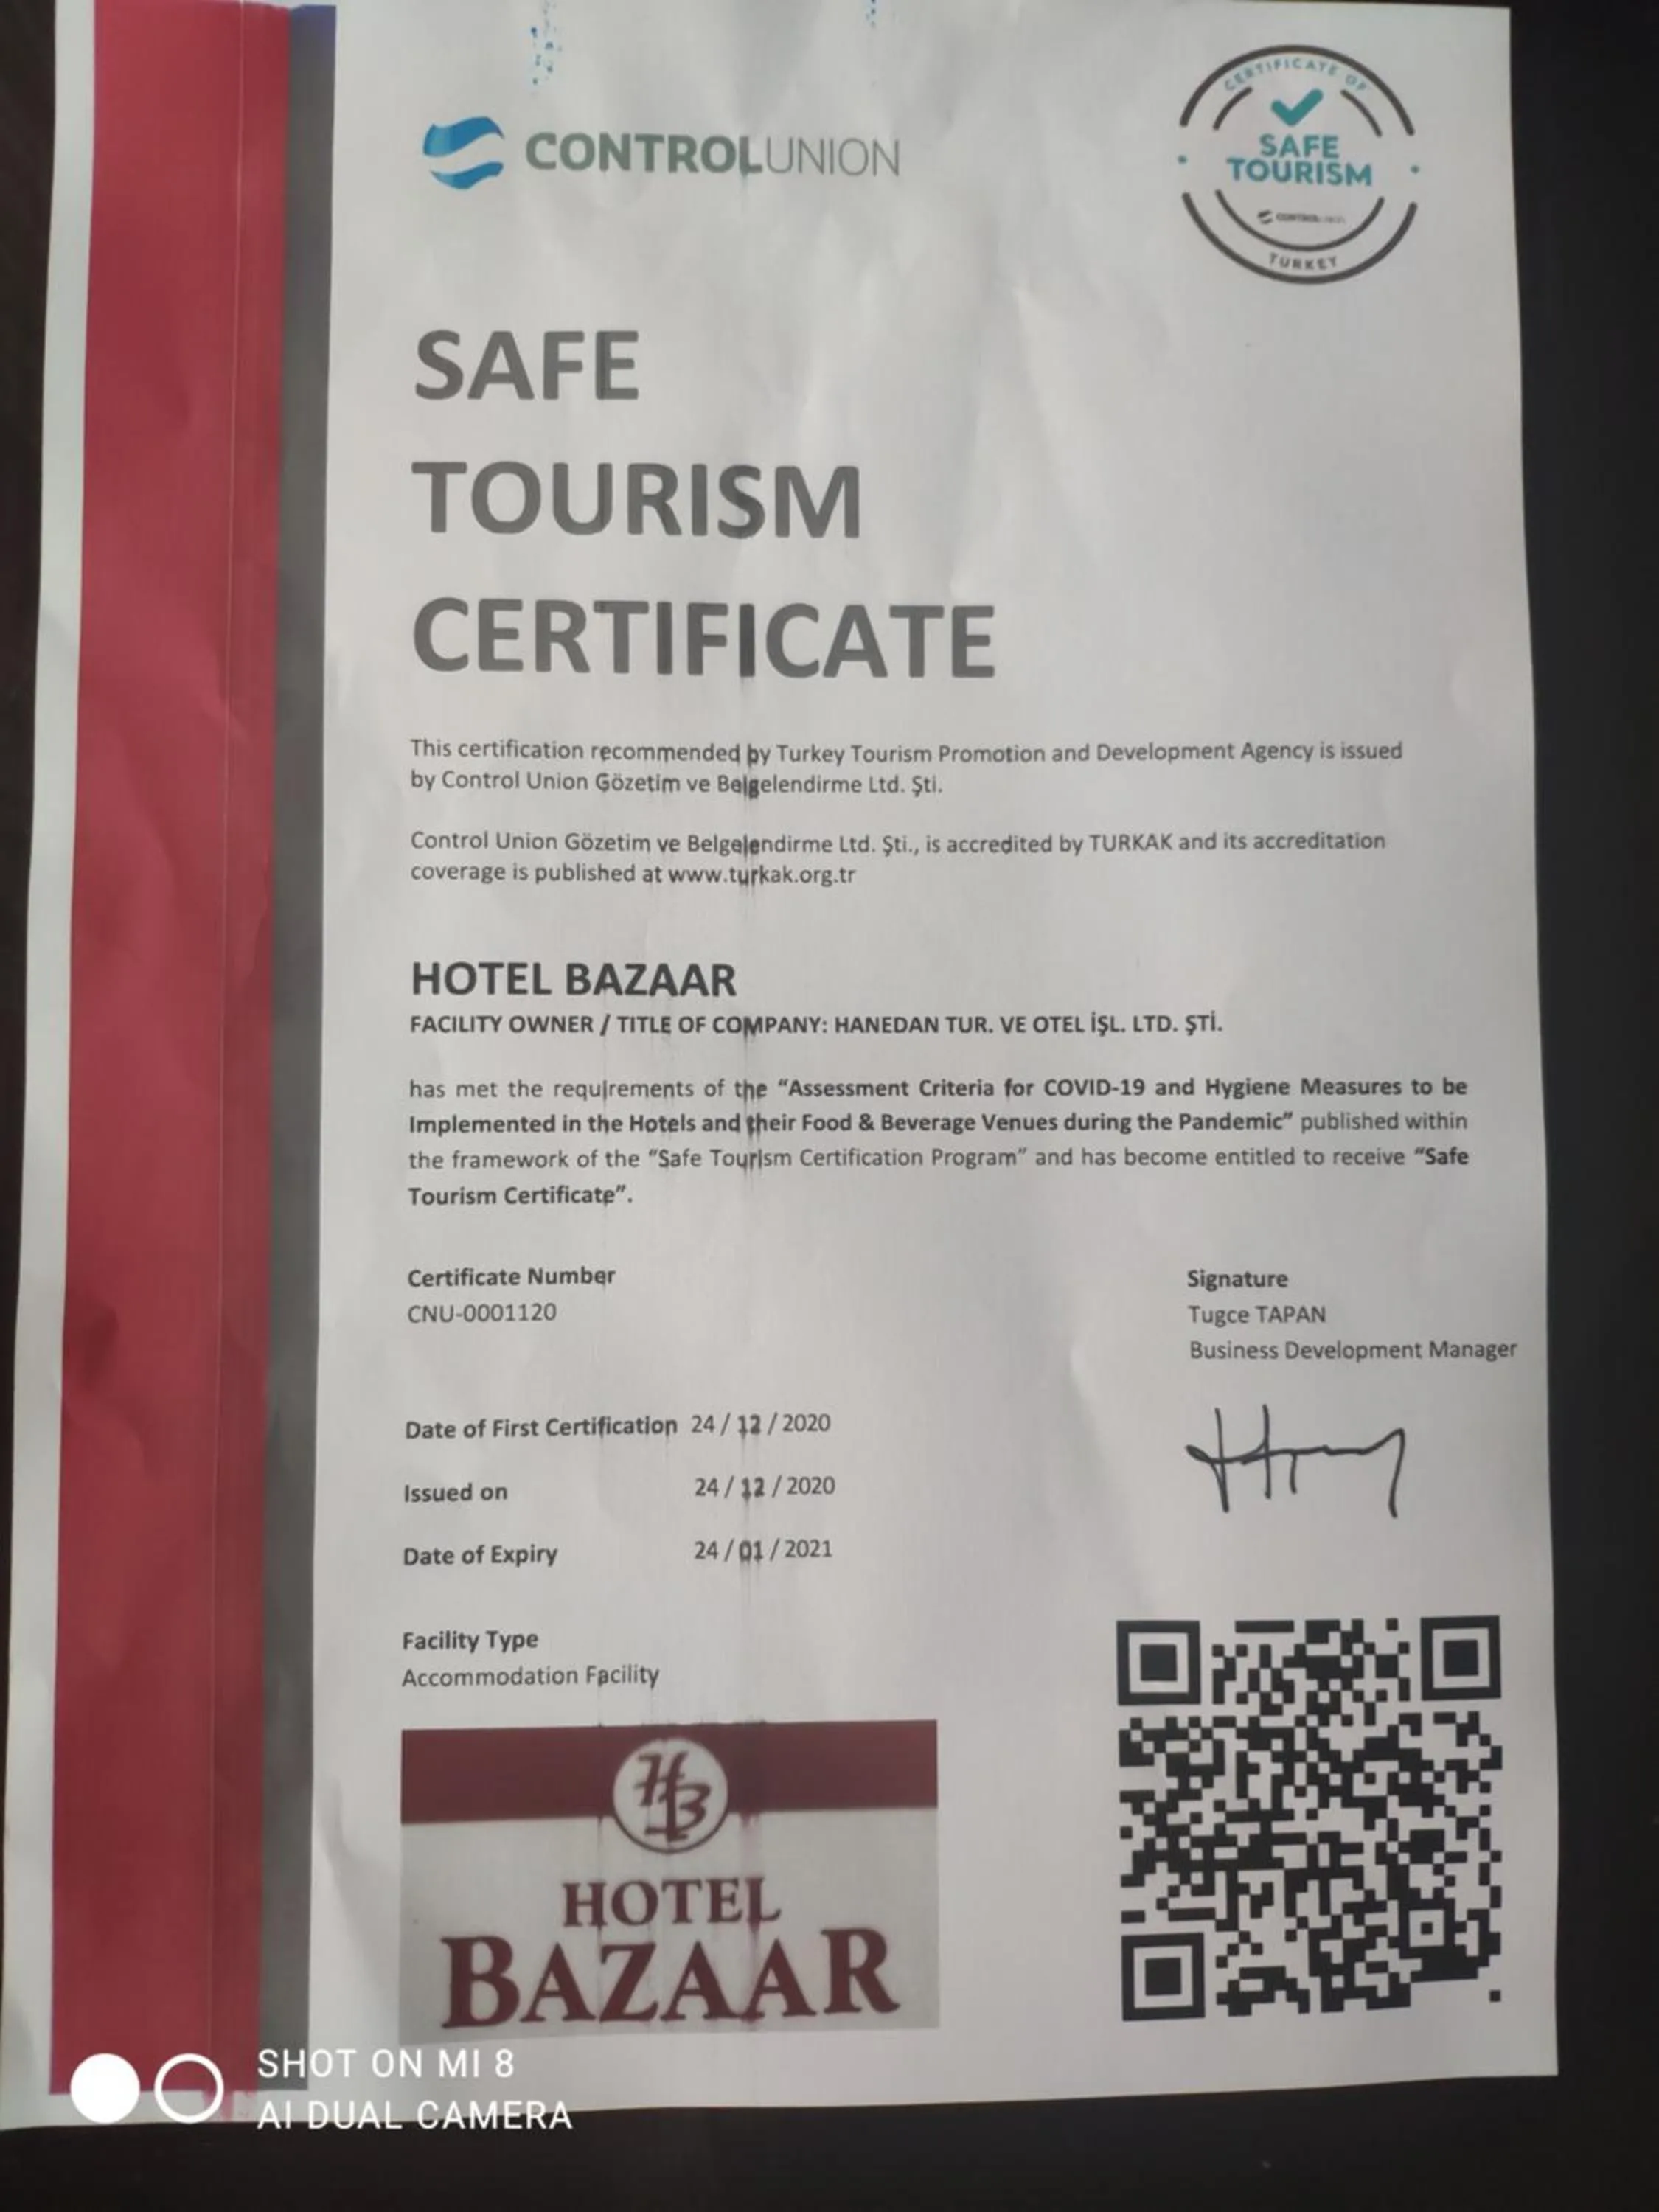 CONTROLUNION
CERTIFICATE OF
SAFE
TOURISM
CONTROLUNION
TURKEY
SAFE
TOURISM
CERTIFICATE
This certification recommended by Turkey Tourism Promotion and Development Agency is issued
by Control Union Gözetim ve Belgelendirme Ltd. Şti.
Control Union Gözetim ve Belgelendirme Ltd. Şti., is accredited by TURKAK and its accreditation
coverage is published at www.turkak.org.tr
HOTEL BAZAAR
FACILITY OWNER / TITLE OF COMPANY: HANEDAN TUR. VE OTEL İŞL. LTD. ŞTİ.
has met the requirements of the “Assessment Criteria for COVID-19 and Hygiene Measures to be
Implemented in the Hotels and their Food & Beverage Venues during the Pandemic” published within
the framework of the “Safe Tourism Certification Program” and has become entitled to receive “Safe
Tourism Certificate”.
Certificate Number
CNU-0001120
Signature
Tugce TAPAN
Business Development Manager
Date of First Certification 24 / 12 / 2020
Issued on 24 / 12 / 2020
Date of Expiry 24 / 01 / 2021
Facility Type
Accommodation Facility
HB
HOTEL
BAZAAR
SHOT ON MI 8
AI DUAL CAMERA